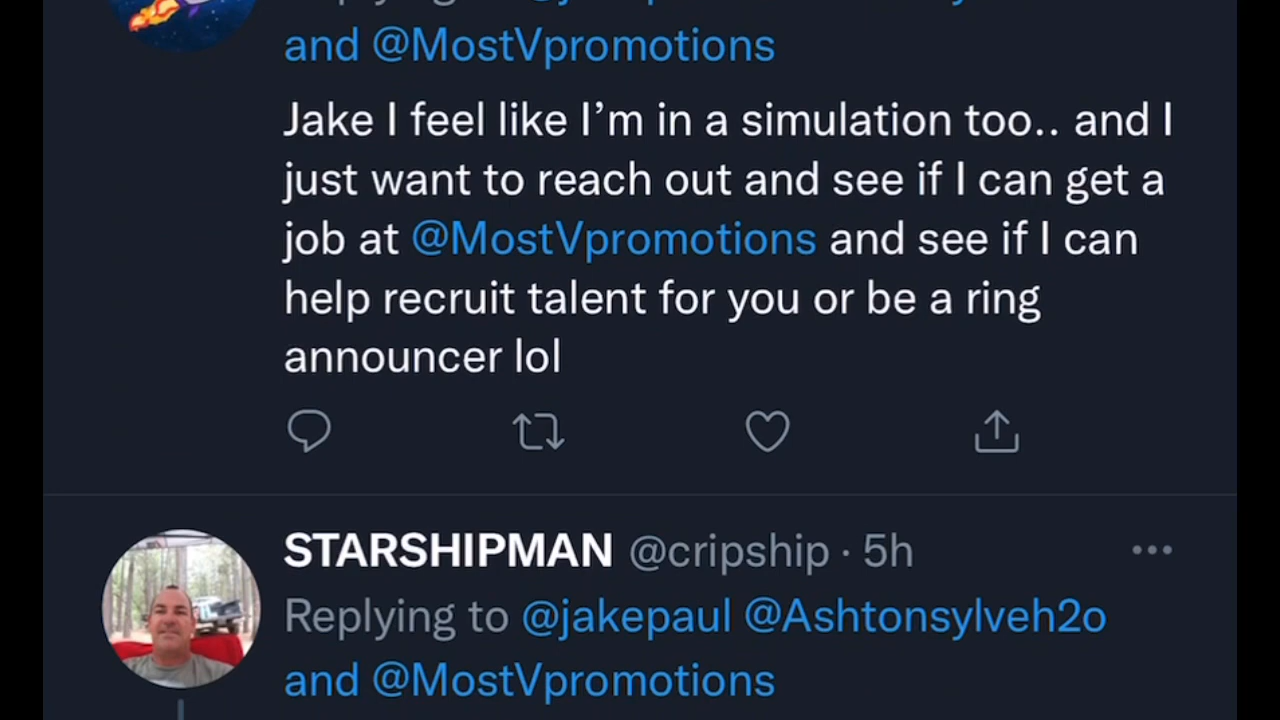 and @MostVpromotions
Jake I feel like I’m in a simulation too.. and I
just want to reach out and see if I can get a
job at @MostVpromotions and see if I can
help recruit talent for you or be a ring
announcer lol
STARSHIPMAN @cripship · 5h
Replying to @jakepaul @Ashtonsylveh2o
and @MostVpromotions